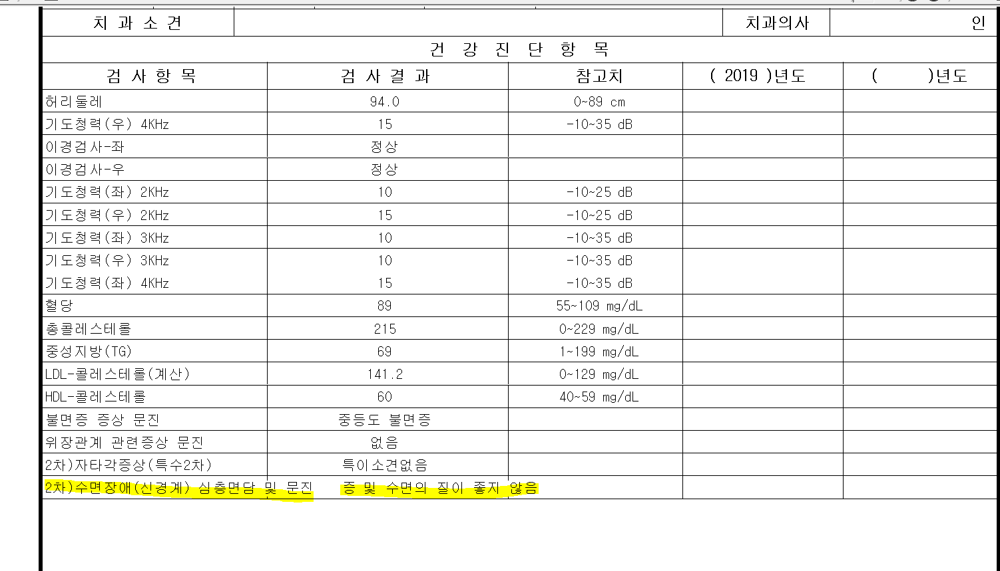 치 과 소 견 치과의사 인
건 강 진 단 항 목
검 사 항 목 검 사 결 과 참고치 ( 2019 )년도 ( )년도
허리둘레 94.0 0~89 cm
기도청력(우) 4KHz 15 -10~35 dB
이경검사-좌 정상
이경검사-우 정상
기도청력(좌) 2KHz 10 -10~25 dB
기도청력(우) 2KHz 15 -10~25 dB
기도청력(좌) 3KHz 10 -10~35 dB
기도청력(우) 3KHz 10 -10~35 dB
기도청력(좌) 4KHz 15 -10~35 dB
혈당 89 55~109 mg/dL
총콜레스테롤 215 0~229 mg/dL
중성지방(TG) 69 1~199 mg/dL
LDL-콜레스테롤(계산) 141.2 0~129 mg/dL
HDL-콜레스테롤 60 40~59 mg/dL
불면증 증상 문진 중등도 불면증
위장관계 관련증상 문진 없음
2차)자타각증상(특수2차) 특이소견없음
2차)수면장애(신경계) 심층면담 및 문진 증 및 수면의 질이 좋지 않음